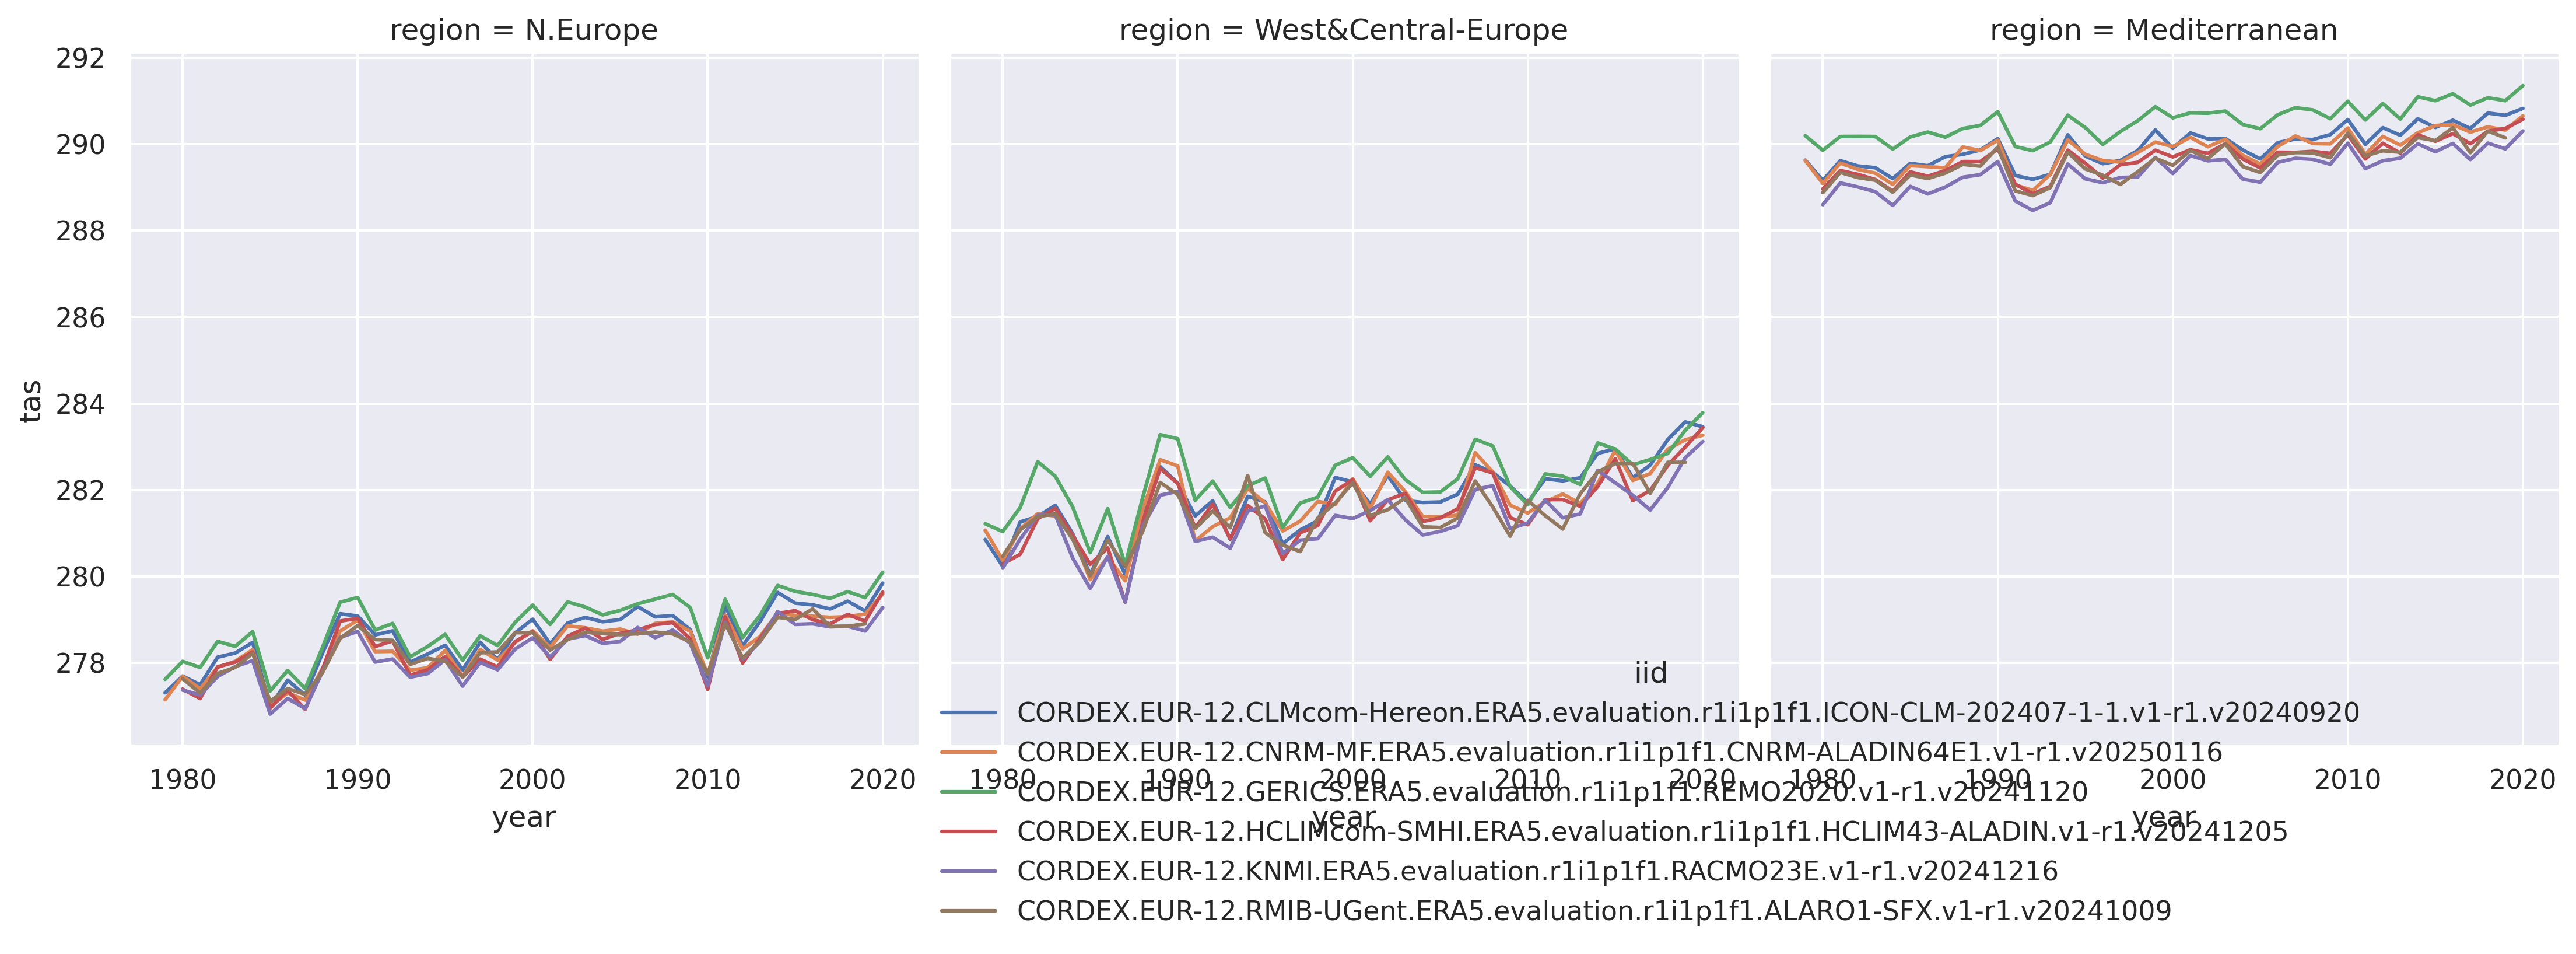 region = N.Europe
region = West&Central-Europe
region = Mediterranean
292
290
288
286
284
282
280
278
tas
1980 1990 2000 2010 2020
year
1980 1990 2000 2010 2020
year
1980 1990 2000 2010 2020
year
iid
CORDEX.EUR-12.CLMcom-Hereon.ERA5.evaluation.r1i1p1f1.ICON-CLM-202407-1-1.v1-r1.v20240920
CORDEX.EUR-12.CNRM-MF.ERA5.evaluation.r1i1p1f1.CNRM-ALADIN64E1.v1-r1.v20250116
CORDEX.EUR-12.GERICS.ERA5.evaluation.r1i1p1f1.REMO2020.v1-r1.v20241120
CORDEX.EUR-12.HCLIMcom-SMHI.ERA5.evaluation.r1i1p1f1.HCLIM43-ALADIN.v1-r1.v20241205
CORDEX.EUR-12.KNMI.ERA5.evaluation.r1i1p1f1.RACMO23E.v1-r1.v20241216
CORDEX.EUR-12.RMIB-UGent.ERA5.evaluation.r1i1p1f1.ALARO1-SFX.v1-r1.v20241009